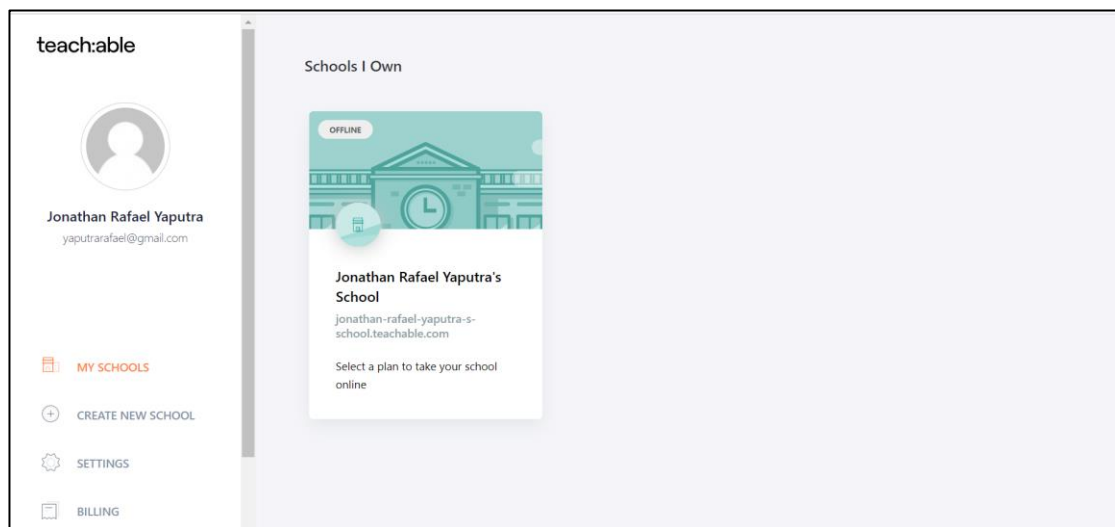 teach:able
Jonathan Rafael Yaputra
yaputrarafael@gmail.com
MY SCHOOLS
CREATE NEW SCHOOL
SETTINGS
BILLING
Schools I Own
OFFLINE
Jonathan Rafael Yaputra's
School
jonathan-rafael-yaputra-s-
school.teachable.com
Select a plan to take your school
online